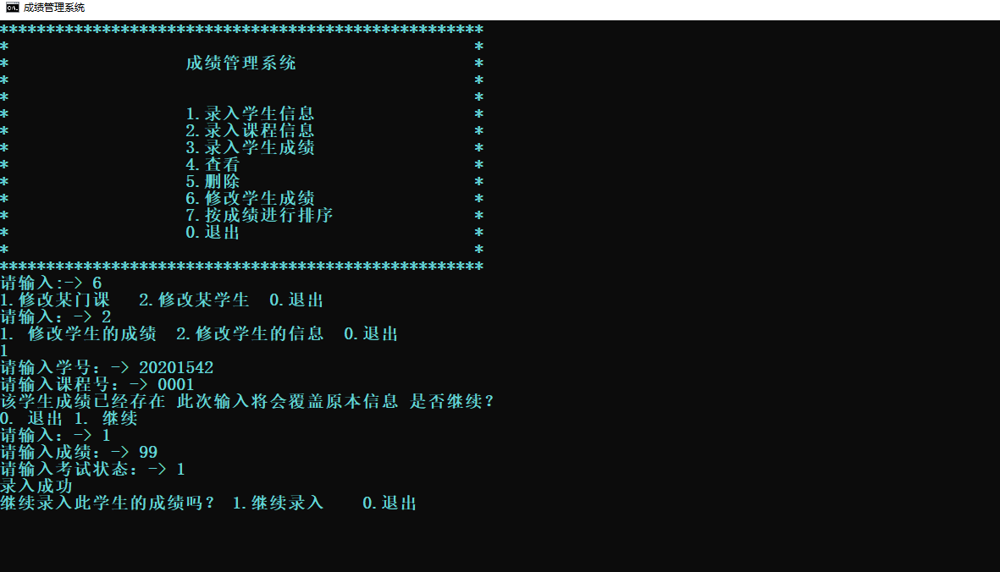 成绩管理系统
****************************************************
* *
* 成绩管理系统 *
* *
* *
* 1.录入学生信息 *
* 2.录入课程信息 *
* 3.录入学生成绩 *
* 4.查看 *
* 5.删除 *
* 6.修改学生成绩 *
* 7.按成绩进行排序 *
* 0.退出 *
* *
****************************************************
请输入:-> 6
1.修改某门课 2.修改某学生 0.退出
请输入：-> 2
1. 修改学生的成绩 2.修改学生的信息 0.退出
1
请输入学号：-> 20201542
请输入课程号：-> 0001
该学生成绩已经存在 此次输入将会覆盖原本信息 是否继续？
0. 退出 1. 继续
请输入：-> 1
请输入成绩：-> 99
请输入考试状态：-> 1
录入成功
继续录入此学生的成绩吗？ 1.继续录入 0.退出